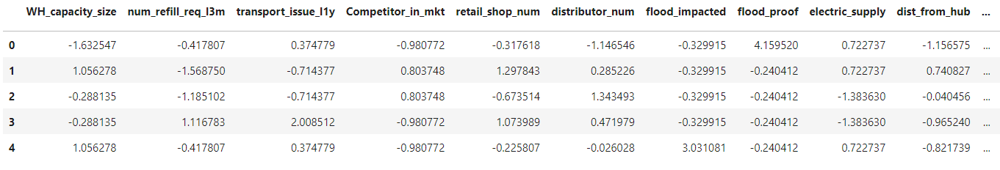 WH_capacity_size num_refill_req_l3m transport_issue_l1y Competitor_in_mkt retail_shop_num distributor_num flood_impacted flood_proof electric_supply dist_from_hub ...
0 -1.632547 -0.417807 0.374779 -0.980772 -0.317618 -1.146546 -0.329915 4.159520 0.722737 -1.156575 ...
1 1.056278 -1.568750 -0.714377 0.803748 1.297843 0.285226 -0.329915 -0.240412 0.722737 0.740827 ...
2 -0.288135 -1.185102 -0.714377 0.803748 -0.673514 1.343493 -0.329915 -0.240412 -1.383630 -0.040456 ...
3 -0.288135 1.116783 2.008512 -0.980772 1.073989 0.471979 -0.329915 -0.240412 -1.383630 -0.965240 ...
4 1.056278 -0.417807 0.374779 -0.980772 -0.225807 -0.026028 3.031081 -0.240412 0.722737 -0.821739 ...